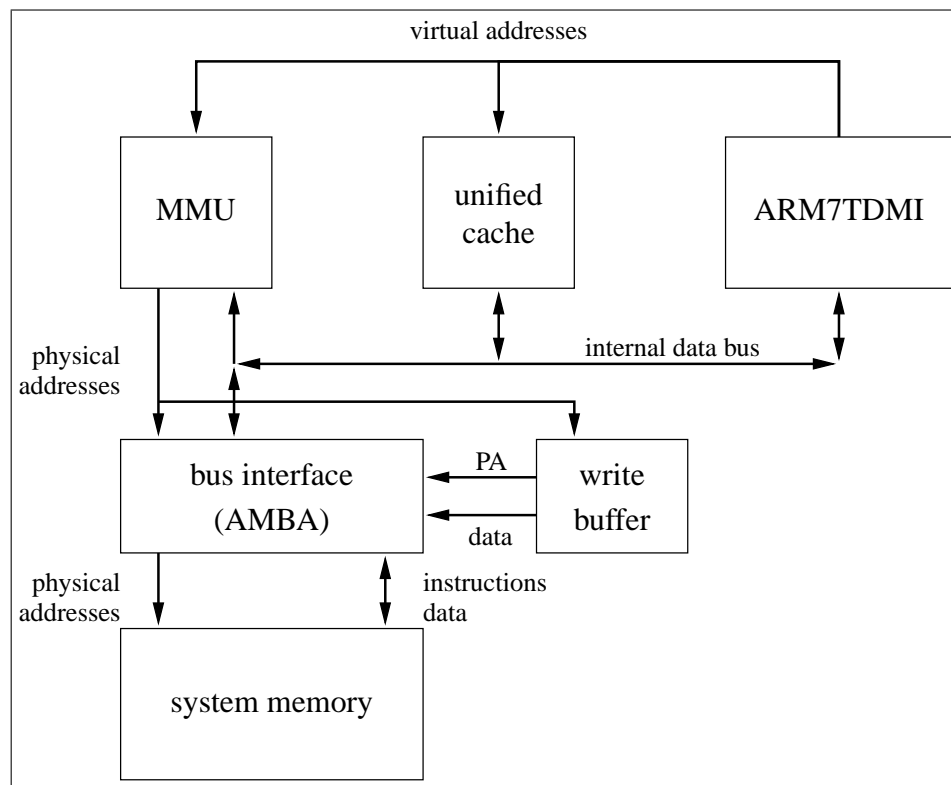 virtual addresses
MMU
unified
cache
ARM7TDMI
physical
addresses
internal data bus
bus interface
(AMBA)
PA
data
write
buffer
physical
addresses
instructions
data
system memory